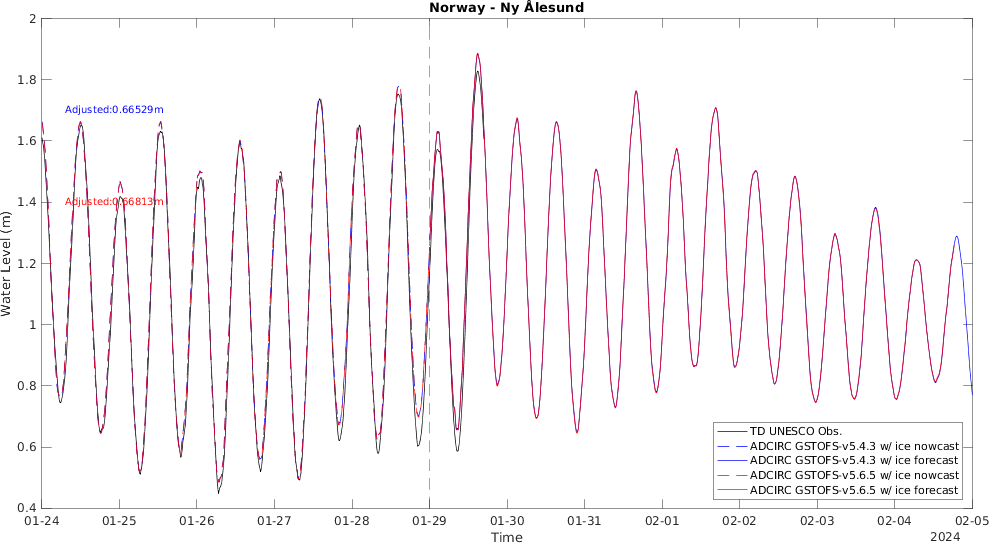 Norway - Ny Ålesund
2
1.8
1.6
1.4
1.2
1
0.8
0.6
0.4
Water Level (m)
Adjusted:0.66529m
Adjusted:0.66813m
TD UNESCO Obs.
ADCIRC GSTOFS-v5.4.3 w/ ice nowcast
ADCIRC GSTOFS-v5.4.3 w/ ice forecast
ADCIRC GSTOFS-v5.6.5 w/ ice nowcast
ADCIRC GSTOFS-v5.6.5 w/ ice forecast
01-24 01-25 01-26 01-27 01-28 01-29 01-30 01-31 02-01 02-02 02-03 02-04 02-05
Time
2024